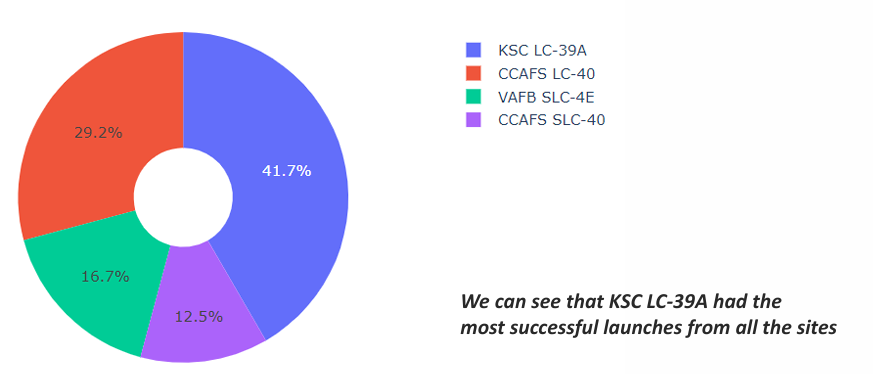 KSC LC-39A
CCAFS LC-40
VAFB SLC-4E
CCAFS SLC-40
29.2%
41.7%
16.7%
12.5%
We can see that KSC LC-39A had the
most successful launches from all the sites